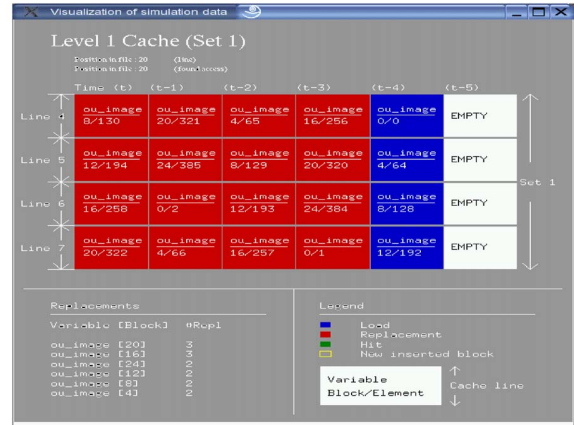 Visualization of simulation data
Level 1 Cache (Set 1)
Position in file : 20 (line)
Position in file : 20 (found access)
Time (t) (t-1) (t-2) (t-3) (t-4) (t-5)
Line 4
ou_image ou_image ou_image ou_image ou_image EMPTY
8/130 20/321 4/65 16/256 0/0
Line 5
ou_image ou_image ou_image ou_image ou_image EMPTY
12/194 24/385 8/129 20/320 4/64
Set 1
Line 6
ou_image ou_image ou_image ou_image ou_image EMPTY
16/258 0/2 12/193 24/384 8/128
Line 7
ou_image ou_image ou_image ou_image ou_image EMPTY
20/322 4/66 16/257 0/1 12/192
Replacements
Variable [Block] #Repl
ou_image [20] 3
ou_image [16] 3
ou_image [24] 2
ou_image [12] 2
ou_image [8] 2
ou_image [4] 2
Legend
Load
Replacement
Hit
New inserted block
Variable
Block/Element
Cache line